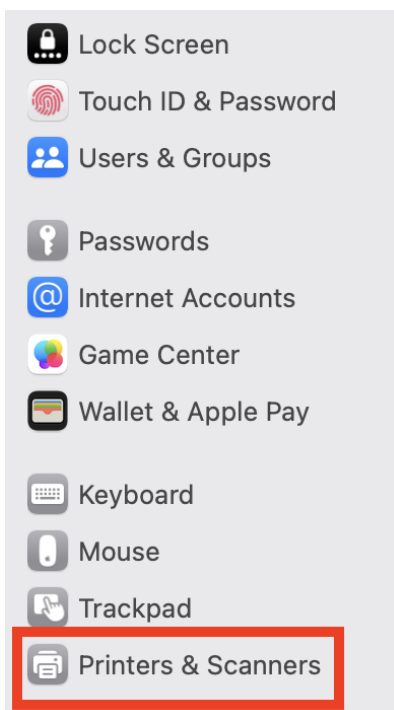 Lock Screen
Touch ID & Password
Users & Groups
Passwords
@ Internet Accounts
Game Center
Wallet & Apple Pay
Keyboard
Mouse
Trackpad
Printers & Scanners